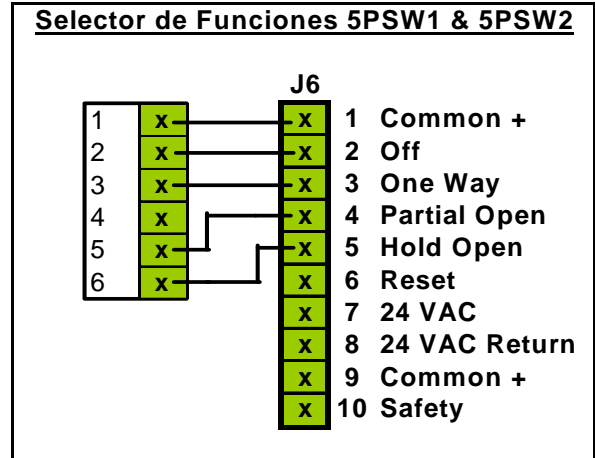 Selector de Funciones 5PSW1 & 5PSW2
J6
1 x x 1 Common +
2 x x 2 Off
3 x x 3 One Way
4 x x 4 Partial Open
5 x x 5 Hold Open
6 x x 6 Reset
x 7 24 VAC
x 8 24 VAC Return
x 9 Common +
x 10 Safety